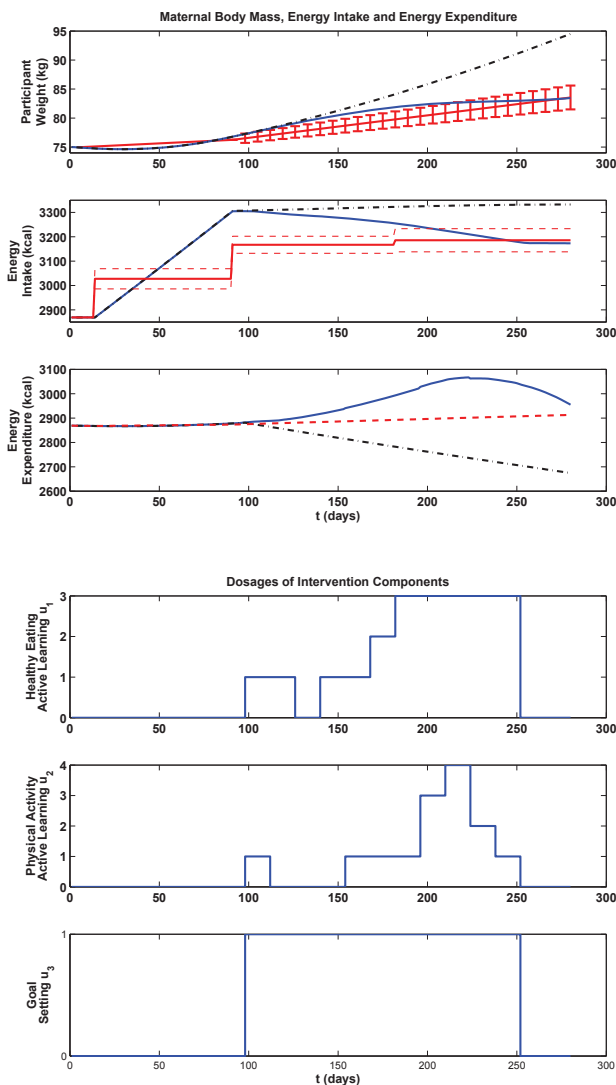 Maternal Body Mass, Energy Intake and Energy Expenditure
Participant
Weight (kg)
95
90
85
80
75
0 50 100 150 200 250 300
Energy
Intake (kcal)
3300
3200
3100
3000
2900
0 50 100 150 200 250 300
Energy
Expenditure (kcal)
3100
3000
2900
2800
2700
2600
0 50 100 150 200 250 300
t (days)
Dosages of Intervention Components
Healthy Eating
Active Learning u1
3
2
1
0
0 50 100 150 200 250 300
Physical Activity
Active Learning u2
4
3
2
1
0
0 50 100 150 200 250 300
Goal
Setting u3
1
0
0 50 100 150 200 250 300
t (days)